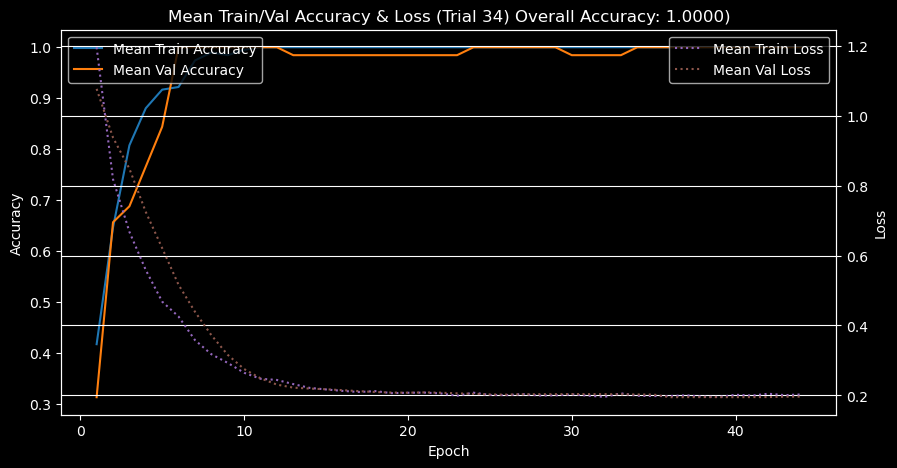 Mean Train/Val Accuracy & Loss (Trial 34) Overall Accuracy: 1.0000)
Mean Train Accuracy
Mean Val Accuracy
Mean Train Loss
Mean Val Loss
1.0
0.9
0.8
0.7
0.6
0.5
0.4
0.3
Accuracy
1.2
1.0
0.8
0.6
0.4
0.2
Loss
0 10 20 30 40
Epoch